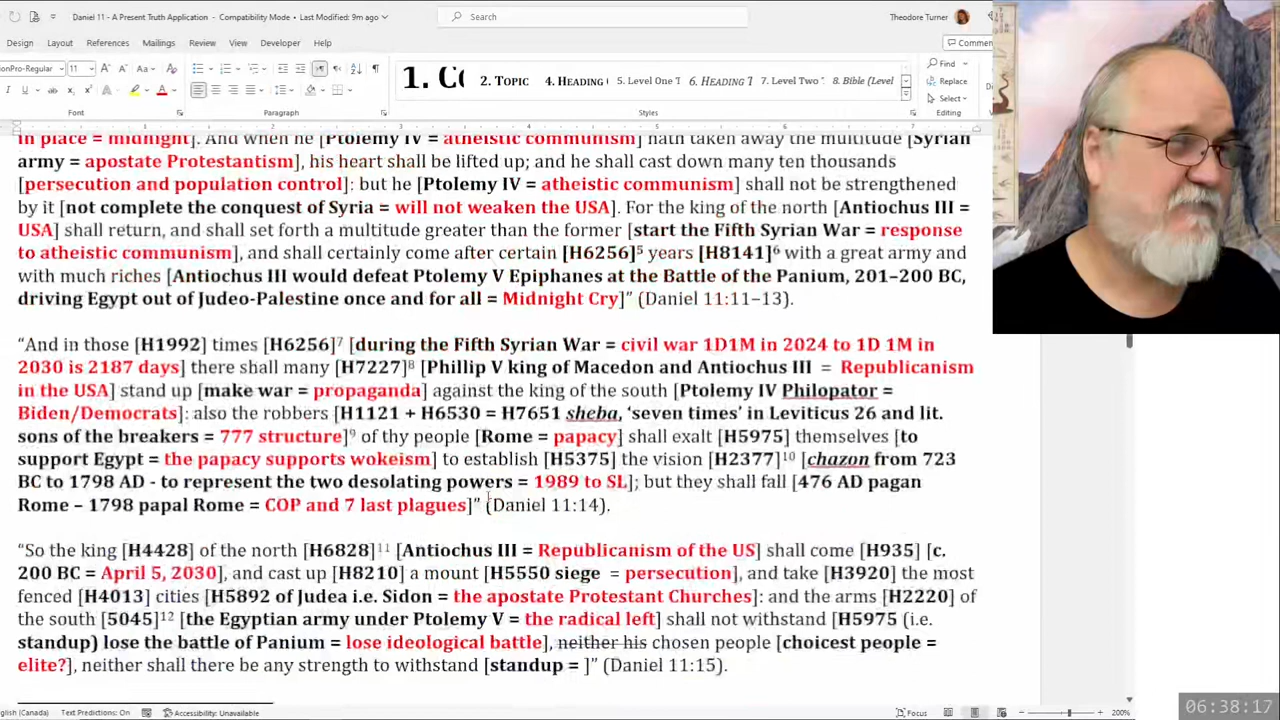 Daniel 11 - A Present Truth Application - Compatibility Mode • Last Modified: 9m ago
Search
Theodore Turner
Design Layout References Mailings Review View Developer Help
Commen
onPro-Regular 11
Aa
Find
Replace
Select
1. Co 2. TOPIC 4. HEADING 5. Level One T 6. HEADING T 7. Level Two 8. Bible (Level
Font Paragraph Styles Editing
in place = midnight]. And when he [Ptolemy IV = atheistic communism] hath taken away the multitude [Syrian
army = apostate Protestantism], his heart shall be lifted up; and he shall cast down many ten thousands
[persecution and population control]: but he [Ptolemy IV = atheistic communism] shall not be strengthened
by it [not complete the conquest of Syria = will not weaken the USA]. For the king of the north [Antiochus III =
USA] shall return, and shall set forth a multitude greater than the former [start the Fifth Syrian War = response
to atheistic communism], and shall certainly come after certain [H6256]5 years [H8141]6 with a great army and
with much riches [Antiochus III would defeat Ptolemy V Epiphanes at the Battle of the Panium, 201–200 BC,
driving Egypt out of Judeo-Palestine once and for all = Midnight Cry]” (Daniel 11:11–13).
“And in those [H1992] times [H6256]7 [during the Fifth Syrian War = civil war 1D1M in 2024 to 1D 1M in
2030 is 2187 days] there shall many [H7227]8 [Phillip V king of Macedon and Antiochus III = Republicanism
in the USA] stand up [make war = propaganda] against the king of the south [Ptolemy IV Philopator =
Biden/Democrats]: also the robbers [H1121 + H6530 = H7651 sheba, ‘seven times’ in Leviticus 26 and lit.
sons of the breakers = 777 structure]9 of thy people [Rome = papacy] shall exalt [H5975] themselves [to
support Egypt = the papacy supports wokeism] to establish [H5375] the vision [H2377]10 [chazon from 723
BC to 1798 AD - to represent the two desolating powers = 1989 to SL]; but they shall fall [476 AD pagan
Rome – 1798 papal Rome = COP and 7 last plagues]” (Daniel 11:14).
“So the king [H4428] of the north [H6828]11 [Antiochus III = Republicanism of the US] shall come [H935] [c.
200 BC = April 5, 2030], and cast up [H8210] a mount [H5550 siege = persecution], and take [H3920] the most
fenced [H4013] cities [H5892 of Judea i.e. Sidon = the apostate Protestant Churches]: and the arms [H2220] of
the south [5045]12 [the Egyptian army under Ptolemy V = the radical left] shall not withstand [H5975 (i.e.
standup) lose the battle of Panium = lose ideological battle], neither his chosen people [choicest people =
elite?], neither shall there be any strength to withstand [standup = ]” (Daniel 11:15).
nglish (Canada) Text Predictions: On Accessibility: Unavailable Focus 200%
06:38:17